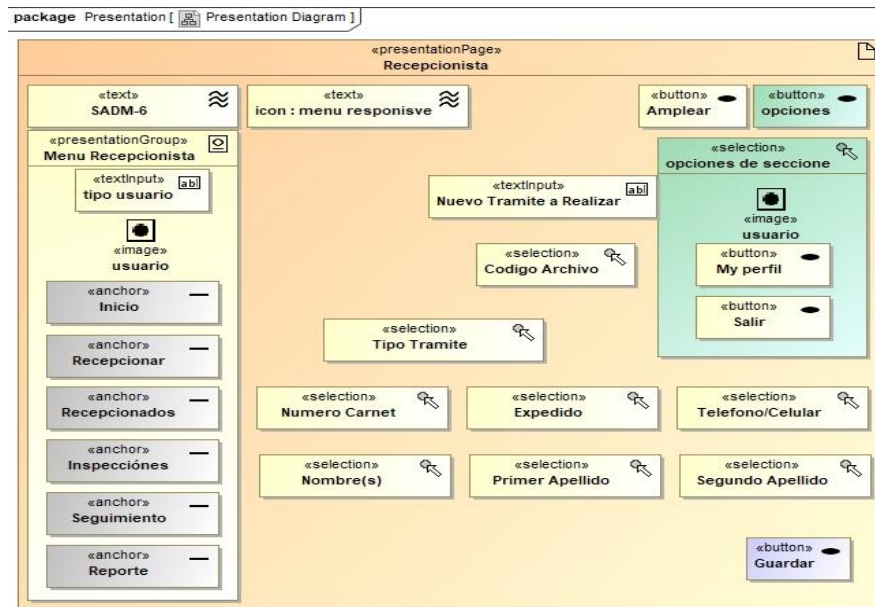 package Presentation [ Presentation Diagram ]
«presentationPage»
Recepcionista
«text»
SADM-6
«text»
icon : menu responisve
«button»
Amplear
«button»
opciones
«presentationGroup»
Menu Recepcionista
«textInput»
tipo usuario
abl
«image»
usuario
«anchor»
Inicio
«anchor»
Recepcionar
«anchor»
Recepcionados
«anchor»
Inspecciónes
«anchor»
Seguimiento
«anchor»
Reporte
«textInput»
Nuevo Tramite a Realizar
abl
«selection»
Codigo Archivo
«selection»
Tipo Tramite
«selection»
opciones de seccione
«image»
usuario
«button»
My perfil
«button»
Salir
«selection»
Numero Carnet
«selection»
Expedido
«selection»
Telefono/Celular
«selection»
Nombre(s)
«selection»
Primer Apellido
«selection»
Segundo Apellido
«button»
Guardar